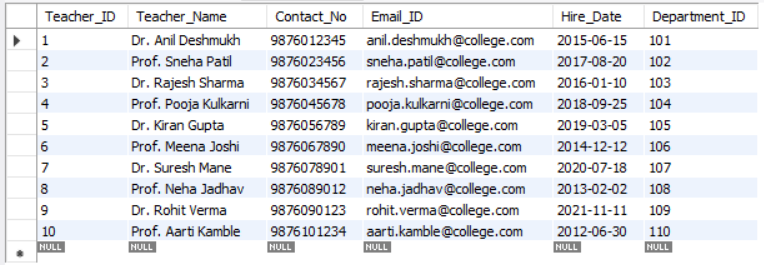 Teacher_ID Teacher_Name Contact_No Email_ID Hire_Date Department_ID
1 Dr. Anil Deshmukh 9876012345 anil.deshmukh@college.com 2015-06-15 101
2 Prof. Sneha Patil 9876023456 sneha.patil@college.com 2017-08-20 102
3 Dr. Rajesh Sharma 9876034567 rajesh.sharma@college.com 2016-01-10 103
4 Prof. Pooja Kulkarni 9876045678 pooja.kulkarni@college.com 2018-09-25 104
5 Dr. Kiran Gupta 9876056789 kiran.gupta@college.com 2019-03-05 105
6 Prof. Meena Joshi 9876067890 meena.joshi@college.com 2014-12-12 106
7 Dr. Suresh Mane 9876078901 suresh.mane@college.com 2020-07-18 107
8 Prof. Neha Jadhav 9876089012 neha.jadhav@college.com 2013-02-02 108
9 Dr. Rohit Verma 9876090123 rohit.verma@college.com 2021-11-11 109
10 Prof. Aarti Kamble 9876101234 aarti.kamble@college.com 2012-06-30 110
NULL NULL NULL NULL NULL NULL